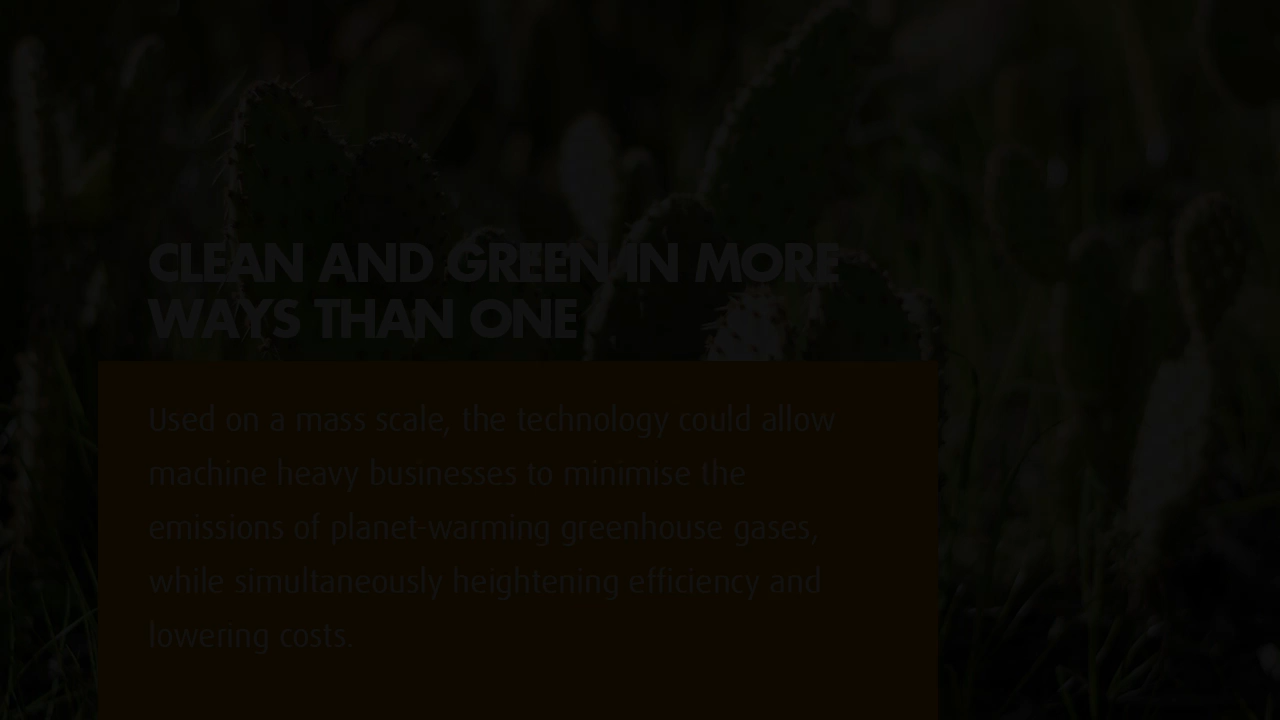 CLEAN AND GREEN IN MORE
WAYS THAN ONE
Used on a mass scale, the technology could allow
machine heavy businesses to minimise the
emissions of planet-warming greenhouse gases,
while simultaneously heightening efficiency and
lowering costs.